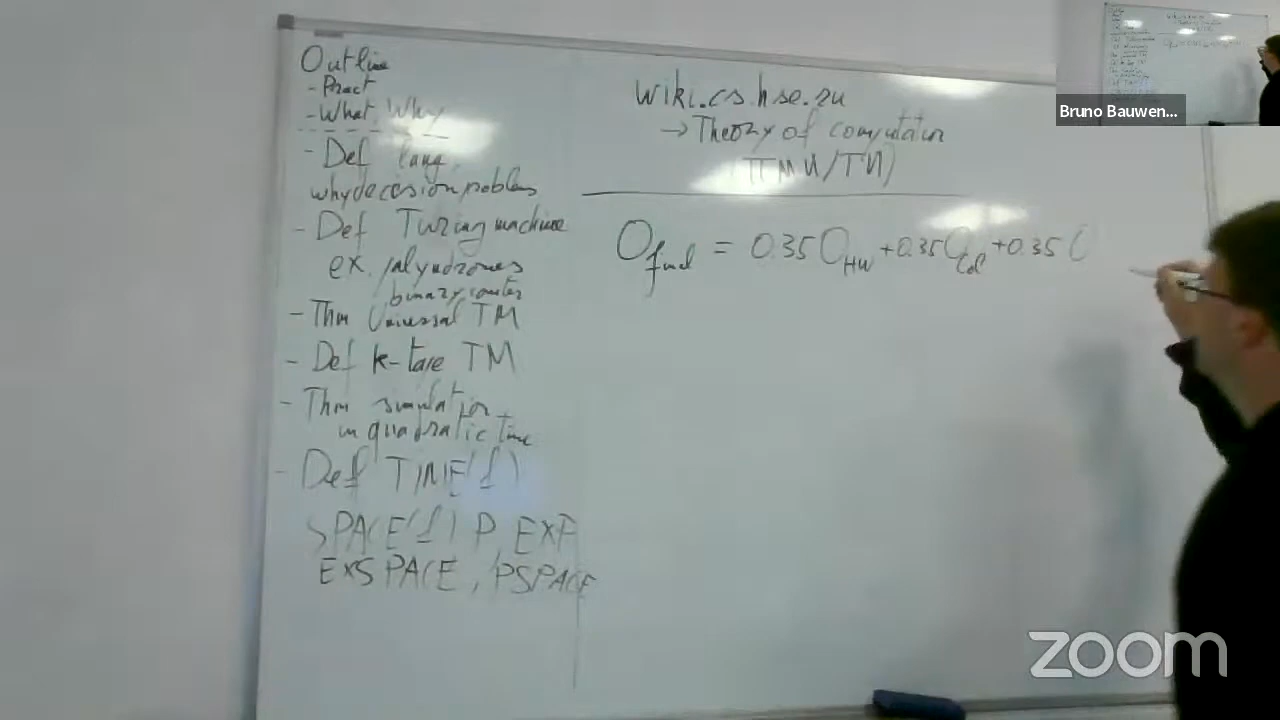 Outline
- Pract
- What, Why
- Def lang.
why decision problems
- Def Turing machine
ex. palyndromes
binary counter
- Thm Universal TM
- Def k-tape TM
- Thm simulation
in quadratic time
- Def TIME(f)
SPACE(f) P EXP
EXSPACE, PSPACE
wiki.cs.hse.ru
→ Theory of computation
O = 0.35 O_HW + 0.35 O_Col + 0.35 O
Bruno Bauwen...
zoom